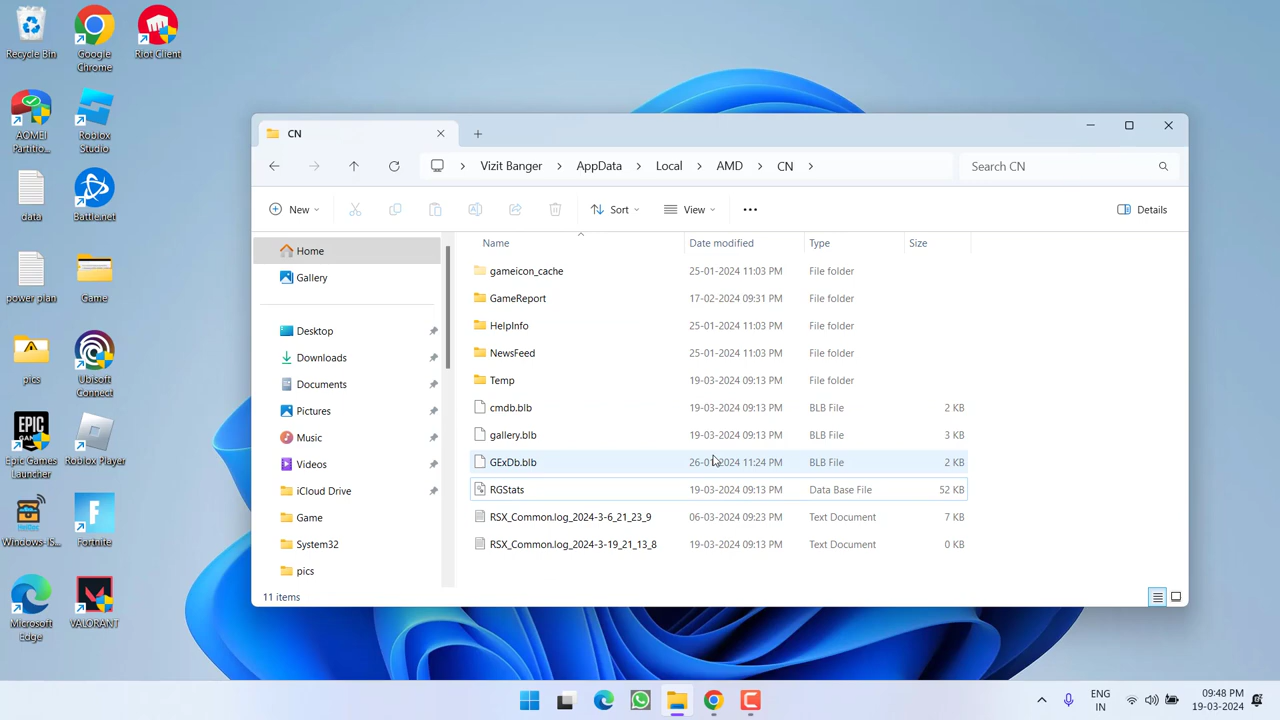 Recycle Bin
Google
Chrome
Riot Client
AOMEI
Partitio...
Roblox
Studio
data
Battle.net
power plan
Game
pics
Ubisoft
Connect
Epic Games
Launcher
Roblox Player
Windows-IS...
Fortnite
Microsoft
Edge
VALORANT
CN
Vizit Banger
AppData
Local
AMD
CN
Search CN
New
Sort
View
Details
Home
Gallery
Desktop
Downloads
Documents
Pictures
Music
Videos
iCloud Drive
Game
System32
pics
Name Date modified Type Size
gameicon_cache 25-01-2024 11:03 PM File folder
GameReport 17-02-2024 09:31 PM File folder
HelpInfo 25-01-2024 11:03 PM File folder
NewsFeed 25-01-2024 11:03 PM File folder
Temp 19-03-2024 09:13 PM File folder
cmdb.blb 19-03-2024 09:13 PM BLB File 2 KB
gallery.blb 19-03-2024 09:13 PM BLB File 3 KB
GExDb.blb 26-01-2024 11:24 PM BLB File 2 KB
RGStats 19-03-2024 09:13 PM Data Base File 52 KB
RSX_Common.log_2024-3-6_21_23_9 06-03-2024 09:23 PM Text Document 7 KB
RSX_Common.log_2024-3-19_21_13_8 19-03-2024 09:13 PM Text Document 0 KB
11 items
ENG
IN
09:48 PM
19-03-2024